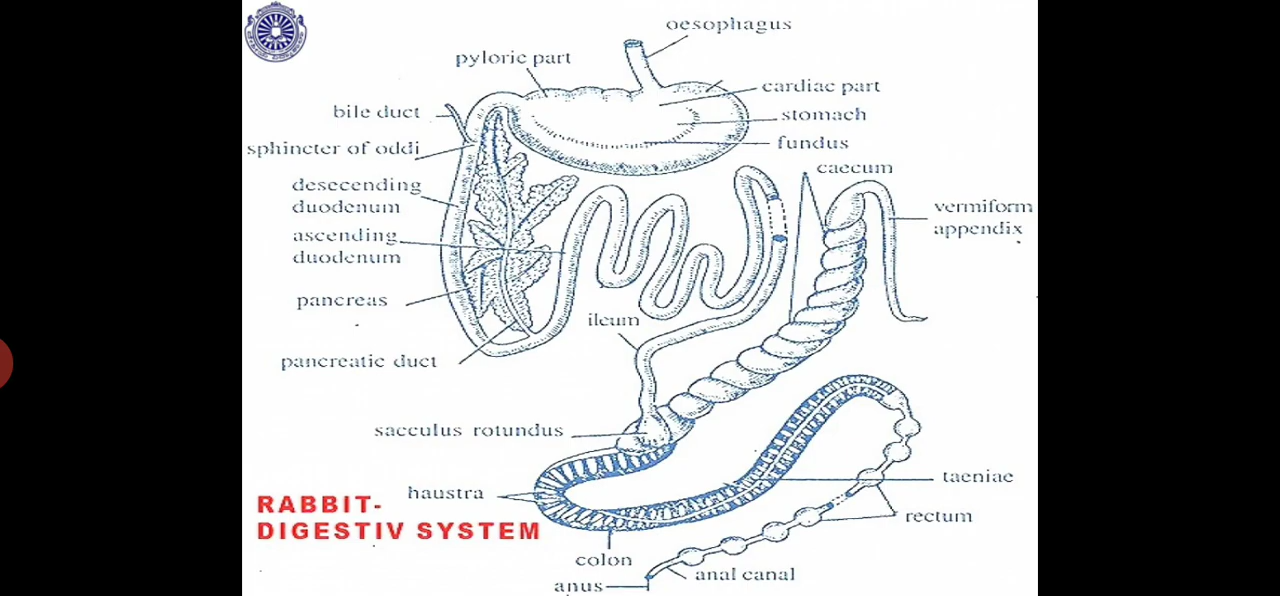 oesophagus
pyloric part
cardiac part
bile duct
stomach
sphincter of oddi
fundus
caecum
desecending
duodenum
vermiform
appendix
ascending
duodenum
pancreas
ileum
pancreatic duct
sacculus rotundus
taeniae
haustra
RABBIT-
DIGESTIV SYSTEM
rectum
colon
anal canal
anus